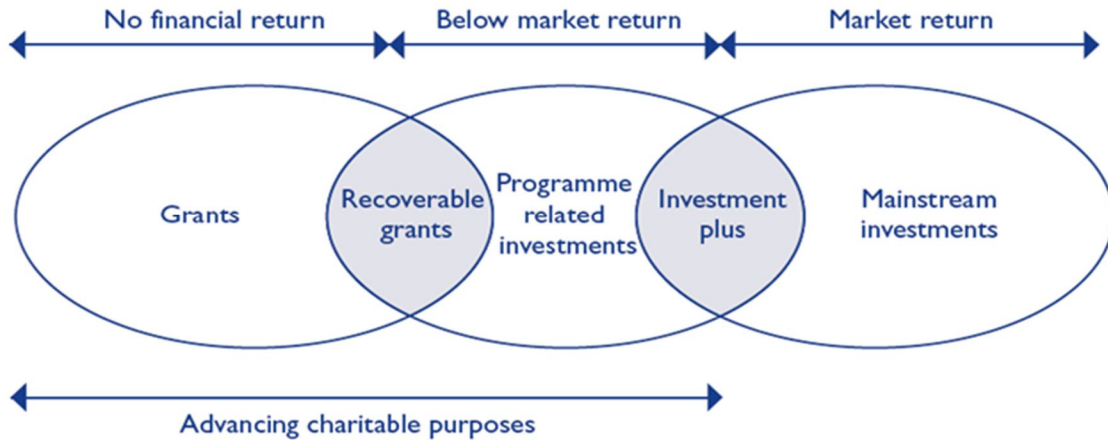 No financial return
Below market return
Market return
Grants
Recoverable
grants
Programme
related
investments
Investment
plus
Mainstream
investments
Advancing charitable purposes